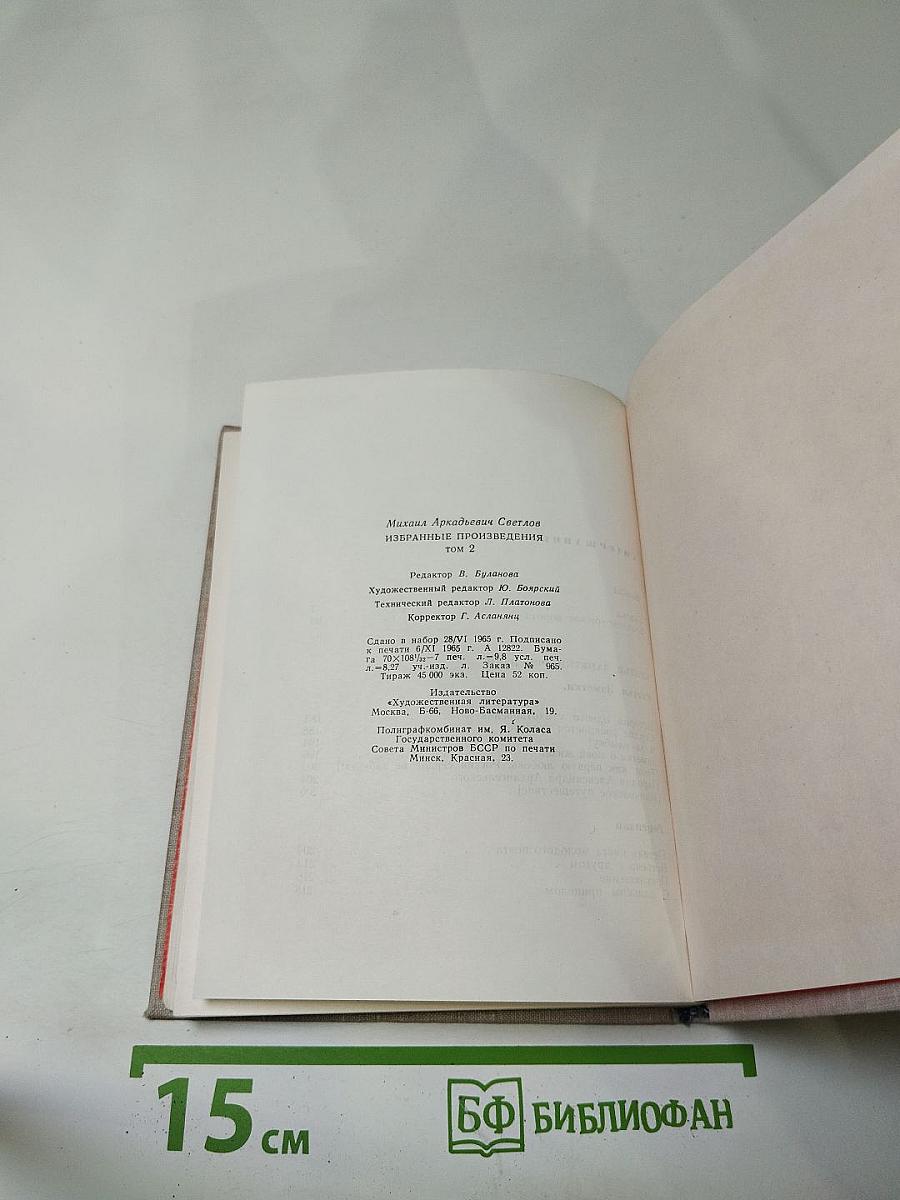 Михаил Аркадьевич Светлов
ИЗБРАННЫЕ ПРОИЗВЕДЕНИЯ
том 2
Редактор В. Буланова
Художественный редактор Ю. Боярский
Технический редактор Л. Платонова
Корректор Г. Асланянц
Сдано в набор 28/VI 1965 г. Подписано
к печати 6/XI 1965 г. А 12822. Бума-
га 70×108¹/₃₂—7 печ. л.=9,8 усл. печ.
л.=8,27 уч.-изд. л. Заказ № 965.
Тираж 45 000 экз. Цена 52 коп.
Издательство
«Художественная литература»
Москва, Б-66, Ново-Басманная, 19.
Полиграфкомбинат им. Я. Коласа
Государственного комитета
Совета Министров БССР по печати
Минск, Красная, 23.
15 см
БФ БИБЛИОФАН